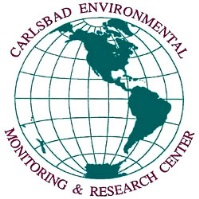 CARLSBAD ENVIRONMENTAL
MONITORING & RESEARCH CENTER